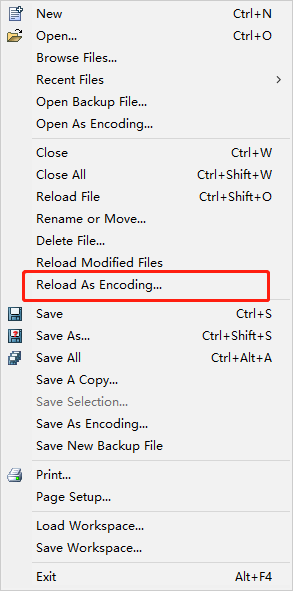 New Ctrl+N
Open... Ctrl+O
Browse Files...
Recent Files
Open Backup File...
Open As Encoding...
Close Ctrl+W
Close All Ctrl+Shift+W
Reload File Ctrl+Shift+O
Rename or Move...
Delete File...
Reload Modified Files
Reload As Encoding...
Save Ctrl+S
Save As... Ctrl+Shift+S
Save All Ctrl+Alt+A
Save A Copy...
Save Selection...
Save As Encoding...
Save New Backup File
Print...
Page Setup...
Load Workspace...
Save Workspace...
Exit Alt+F4